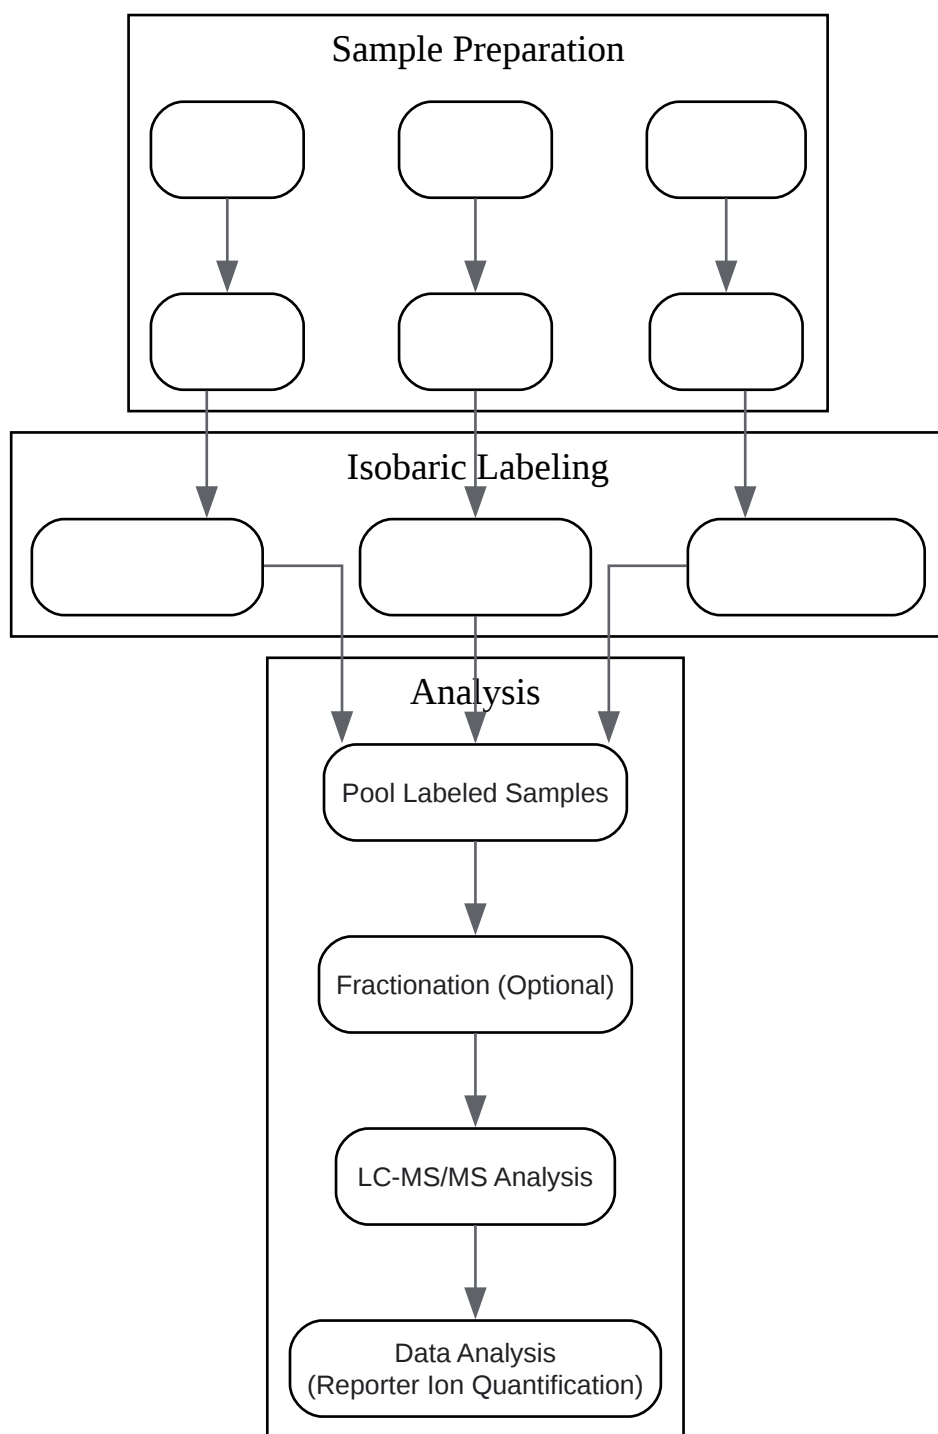 Sample Preparation
Isobaric Labeling
Analysis
Pool Labeled Samples
Fractionation (Optional)
LC-MS/MS Analysis
Data Analysis
(Reporter Ion Quantification)